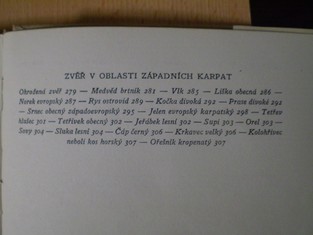 ZVĚŘ V OBLASTI ZÁPADNÍCH KARPAT
Ohrožená zvěř 279 — Medvěd brtník 281 — Vlk 285 — Liška obecná 286 —
Norek evropský 287 — Rys ostrovid 289 — Kočka divoká 291 — Prase divoké 292
— Srnec obecný západoevropský 295 — Jelen evropský karpatský 296 — Tetřev
hlušec 301 — Tetřívek obecný 302 — Jeřábek lesní 302 — Supi 303 — Orel 303 —
Sovy 304 — Sluka lesní 304 — Čáp černý 306 — Krkavec velký 306 — Kolohřivec
neboli kos horský 307 — Ořešník kropenatý 307